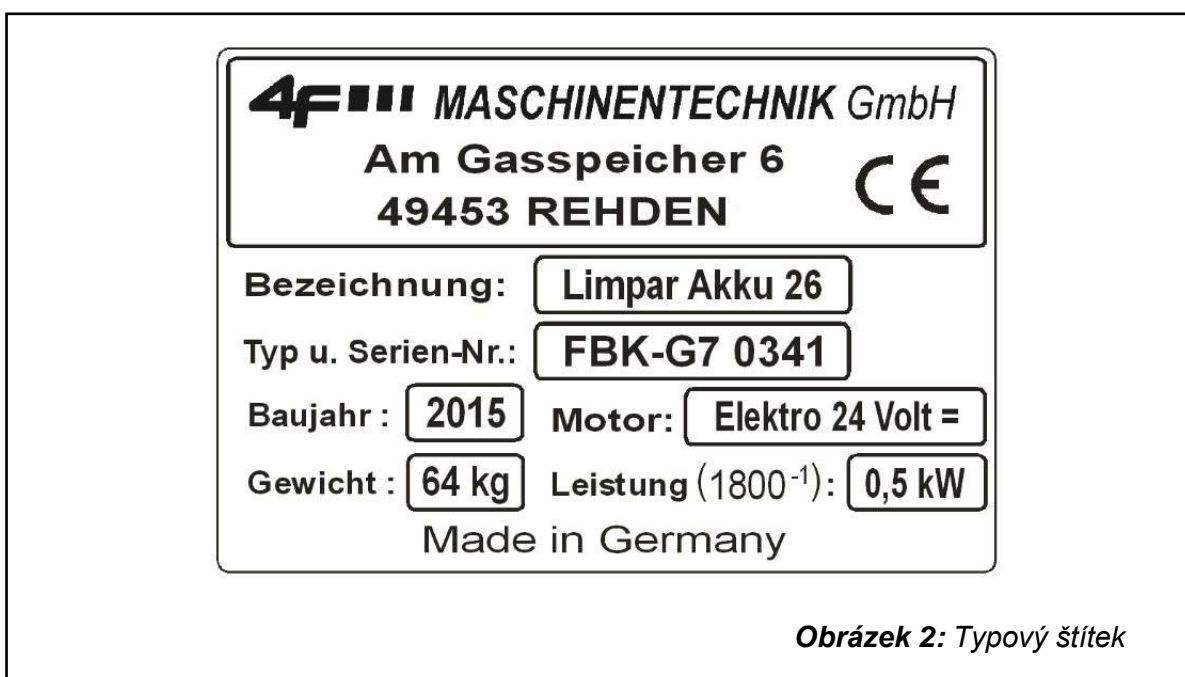 4F MASCHINENTECHNIK GmbH
Am Gasspeicher 6
49453 REHDEN
CE
Bezeichnung: Limpar Akku 26
Typ u. Serien-Nr.: FBK-G7 0341
Baujahr : 2015 Motor: Elektro 24 Volt =
Gewicht : 64 kg Leistung (1800⁻¹): 0,5 kW
Made in Germany
Obrázek 2: Typový štítek